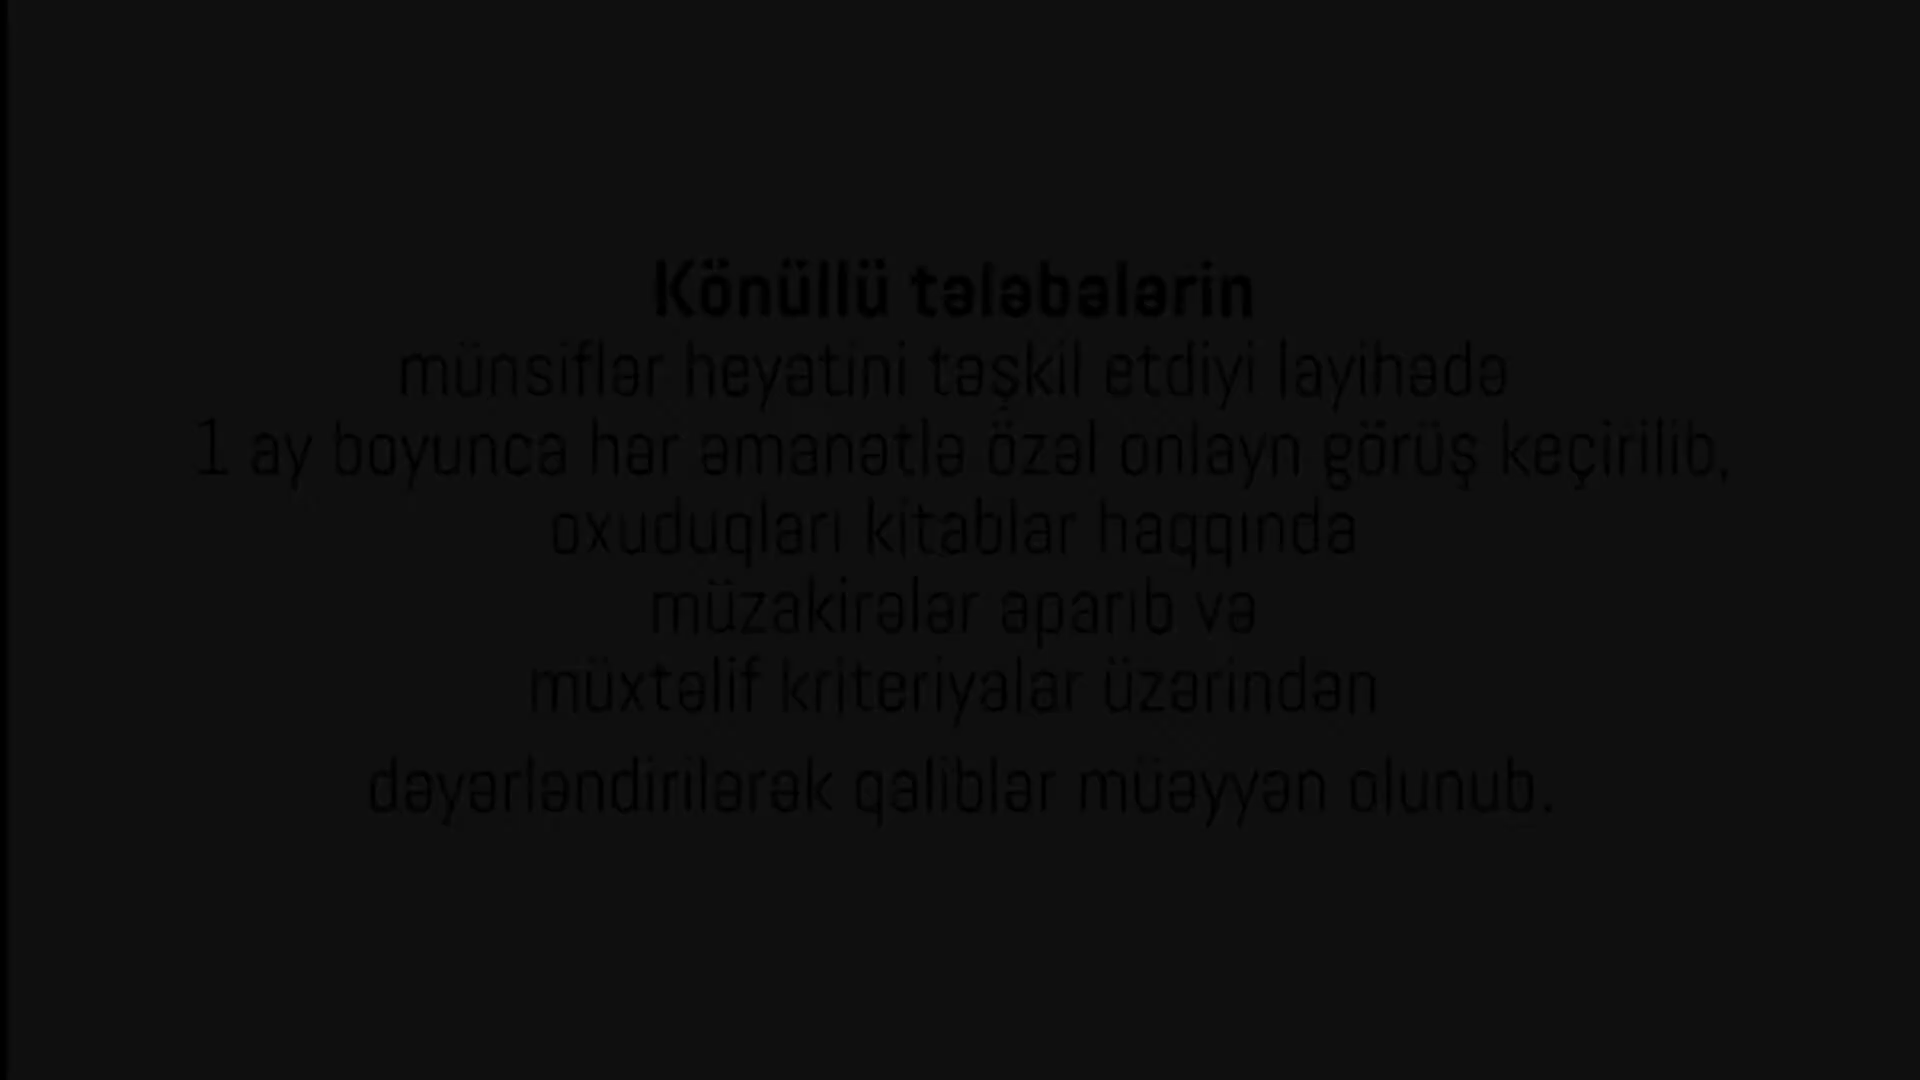 Könüllü tələbələrin
münsiflər heyətini təşkil etdiyi layihədə
1 ay boyunca hər əmanətlə özəl onlayn görüş keçirilib,
oxuduqları kitablar haqqında
müzakirələr aparıb və
müxtəlif kriteriyalar üzərindən
dəyərləndirilərək qaliblər müəyyən olunub.